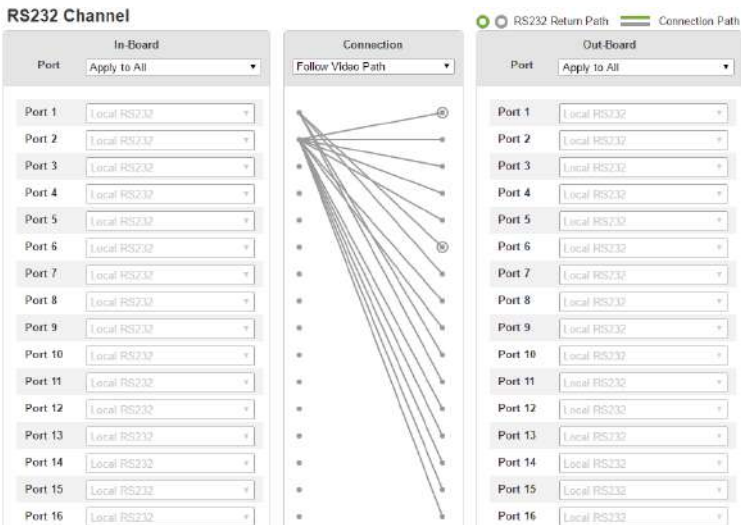 RS232 Channel
RS232 Return Path Connection Path
In-Board
Port Apply to All
Connection
Follow Video Path
Out-Board
Port Apply to All
Port 1 Local RS232 Port 1 Local RS232
Port 2 Local RS232 Port 2 Local RS232
Port 3 Local RS232 Port 3 Local RS232
Port 4 Local RS232 Port 4 Local RS232
Port 5 Local RS232 Port 5 Local RS232
Port 6 Local RS232 Port 6 Local RS232
Port 7 Local RS232 Port 7 Local RS232
Port 8 Local RS232 Port 8 Local RS232
Port 9 Local RS232 Port 9 Local RS232
Port 10 Local RS232 Port 10 Local RS232
Port 11 Local RS232 Port 11 Local RS232
Port 12 Local RS232 Port 12 Local RS232
Port 13 Local RS232 Port 13 Local RS232
Port 14 Local RS232 Port 14 Local RS232
Port 15 Local RS232 Port 15 Local RS232
Port 16 Local RS232 Port 16 Local RS232